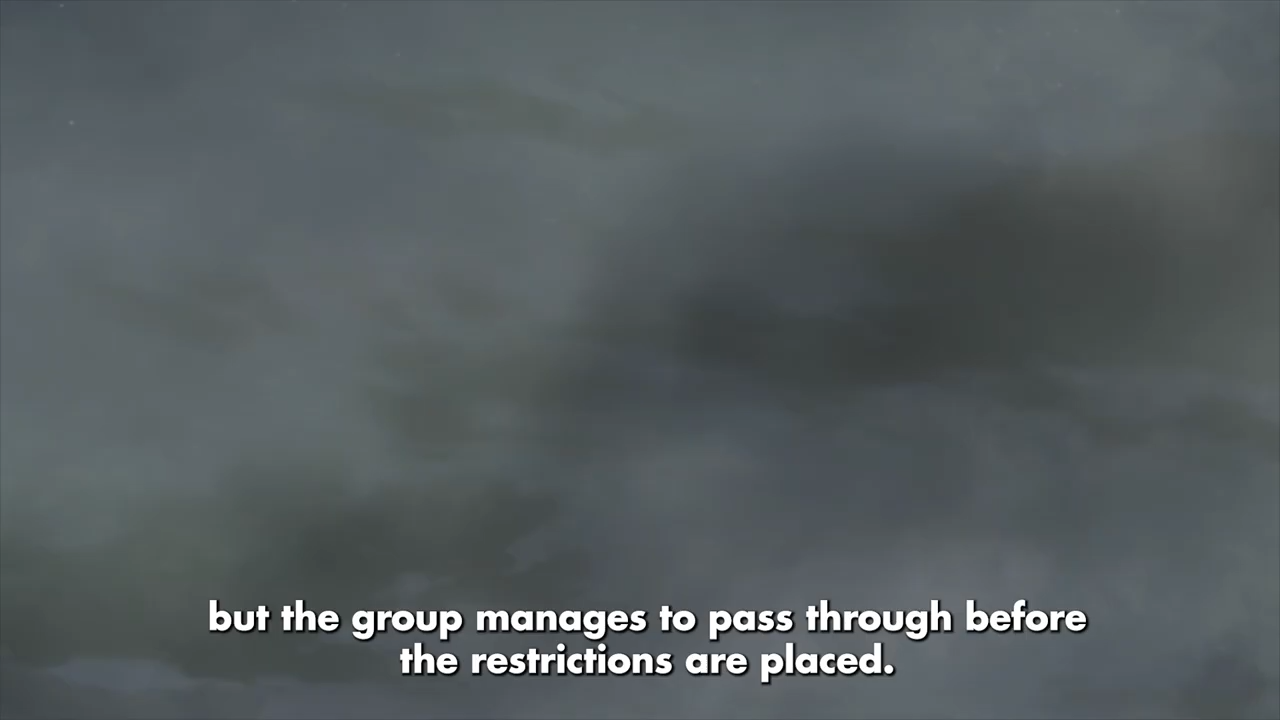 but the group manages to pass through before
the restrictions are placed.